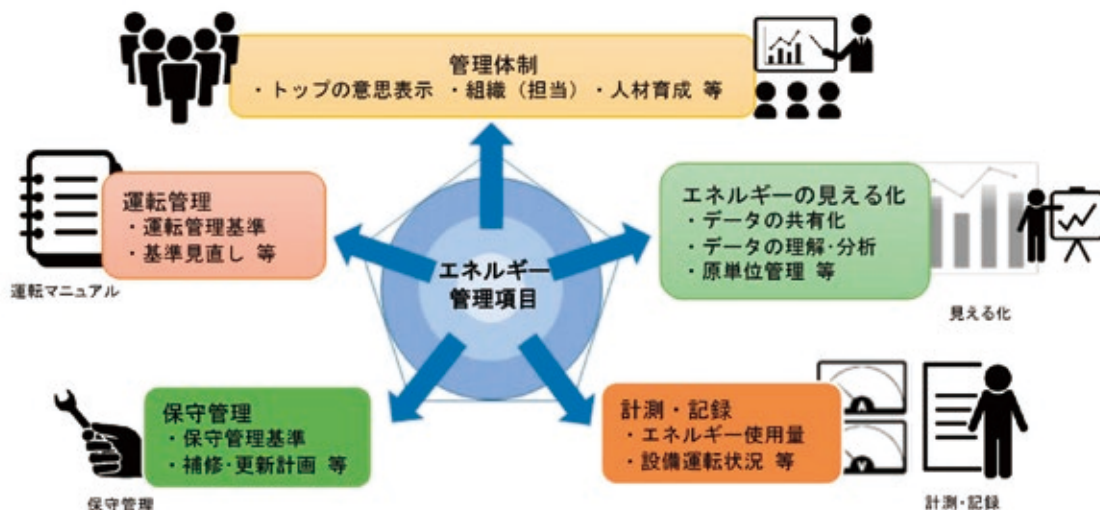 管理体制
・トップの意思表示 ・組織（担当）・人材育成 等
運転管理
・運転管理基準
・基準見直し 等
運転マニュアル
エネルギーの見える化
・データの共有化
・データの理解・分析
・原単位管理 等
見える化
エネルギー
管理項目
保守管理
・保守管理基準
・補修・更新計画 等
保守管理
計測・記録
・エネルギー使用量
・設備運転状況 等
A
V
計測・記録